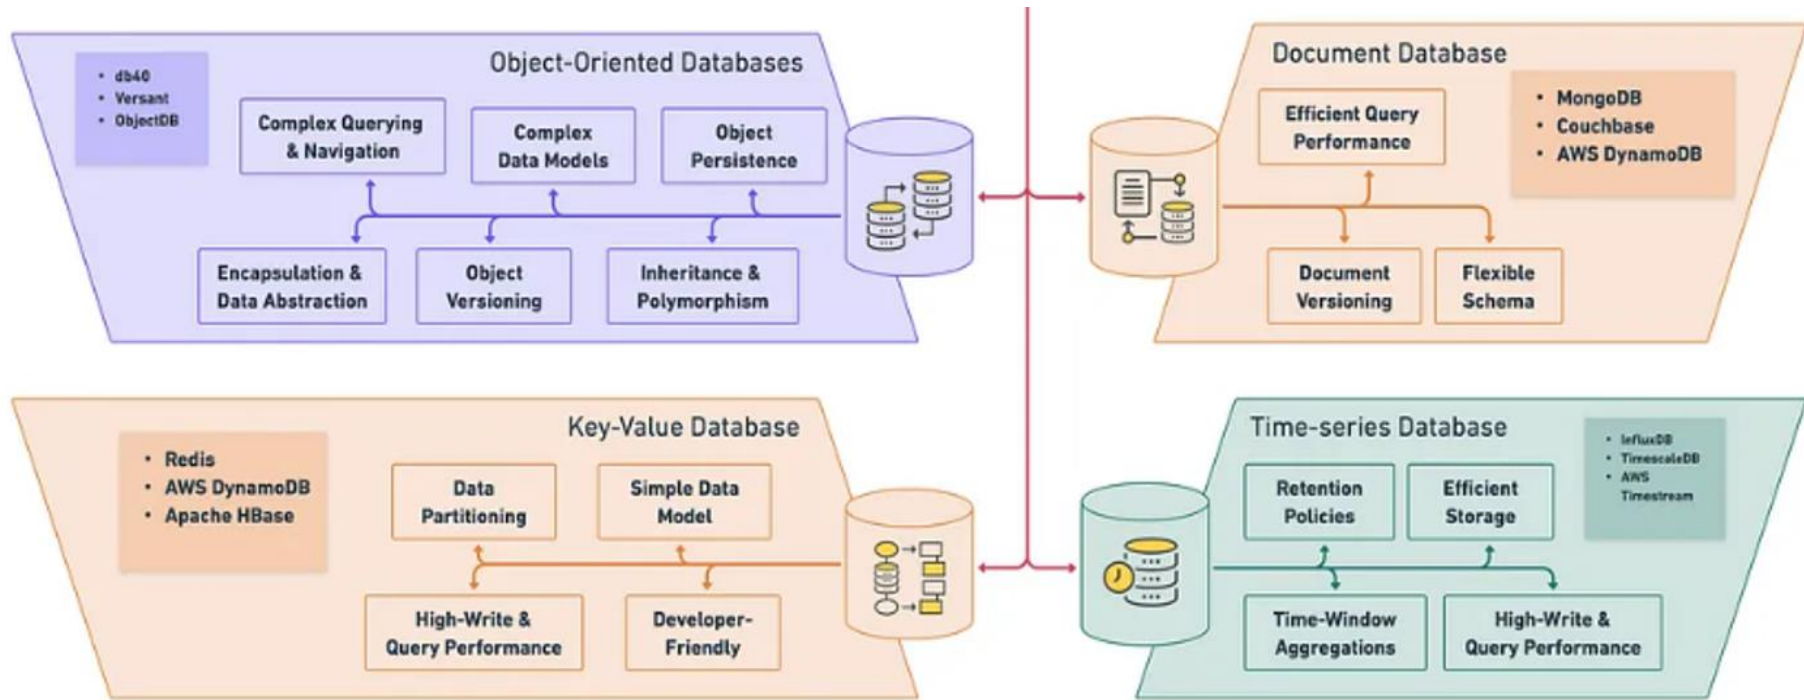 Object-Oriented Databases
• db40
• Versant
• ObjectDB
Complex Querying
& Navigation
Complex
Data Models
Object
Persistence
Encapsulation &
Data Abstraction
Object
Versioning
Inheritance &
Polymorphism
Document Database
• MongoDB
• Couchbase
• AWS DynamoDB
Efficient Query
Performance
Document
Versioning
Flexible
Schema
Key-Value Database
• Redis
• AWS DynamoDB
• Apache HBase
Data
Partitioning
Simple Data
Model
High-Write &
Query Performance
Developer-
Friendly
Time-series Database
• InfluxDB
• TimescaleDB
• AWS
Timestream
Retention
Policies
Efficient
Storage
Time-Window
Aggregations
High-Write &
Query Performance